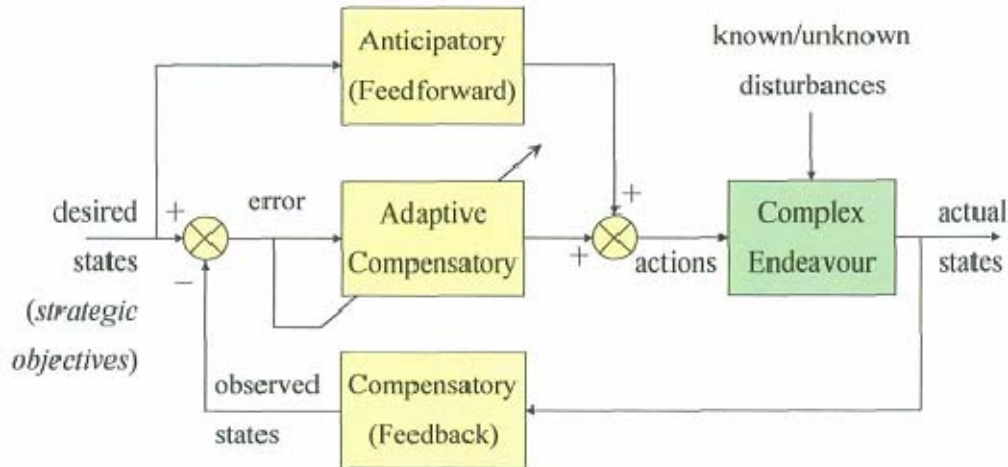 Anticipatory
(Feedforward)
known/unknown
disturbances
desired
states
(strategic
objectives)
+
−
error
Adaptive
Compensatory
+
+
actions
Complex
Endeavour
actual
states
observed
states
Compensatory
(Feedback)